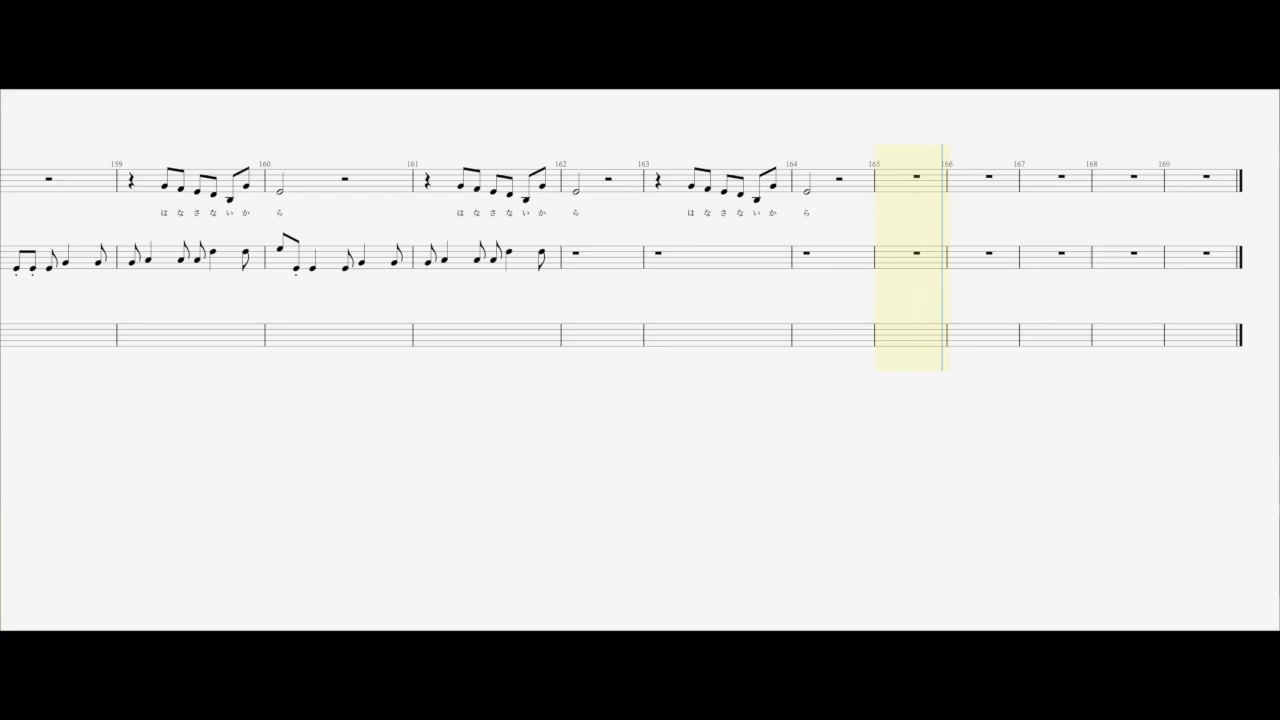 159 160 161 162 163 164 165 166 167 168 169
は な さ な い か ら は な さ な い か ら は な さ な い か ら